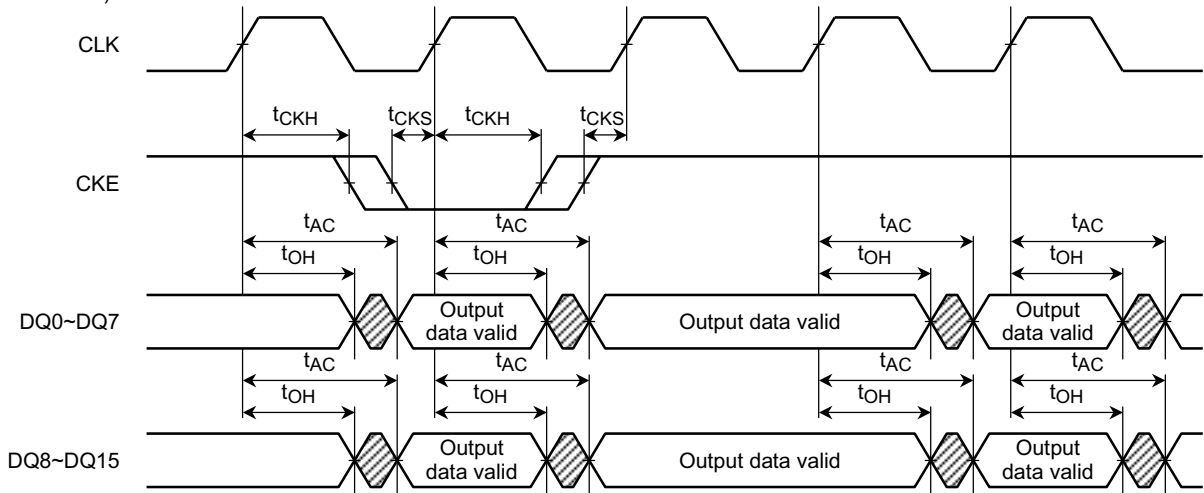 )
CLK
tCKH tCKS tCKH tCKS
CKE
tAC tAC tAC tAC
tOH tOH tOH tOH
DQ0~DQ7
Output data valid
Output data valid
Output data valid
tAC tAC tAC tAC
tOH tOH tOH tOH
DQ8~DQ15
Output data valid
Output data valid
Output data valid